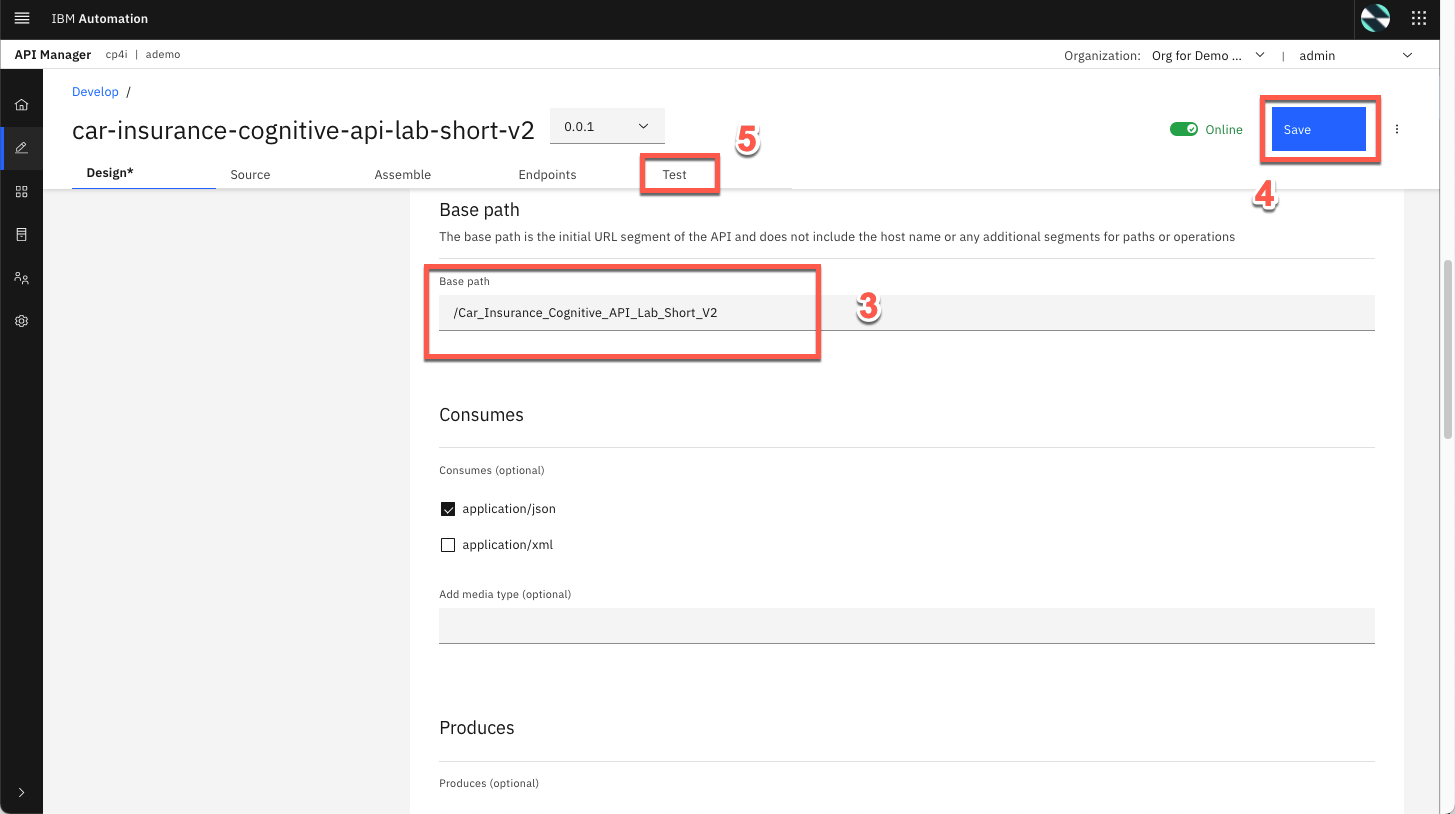 IBM Automation
API Manager cp4i | ademo
Organization: Org for Demo ... | admin
Develop /
car-insurance-cognitive-api-lab-short-v2 0.0.1
5
Online
Save
4
Design* Source Assemble Endpoints Test
Base path
The base path is the initial URL segment of the API and does not include the host name or any additional segments for paths or operations
Base path
/Car_Insurance_Cognitive_API_Lab_Short_V2
3
Consumes
Consumes (optional)
application/json
application/xml
Add media type (optional)
Produces
Produces (optional)